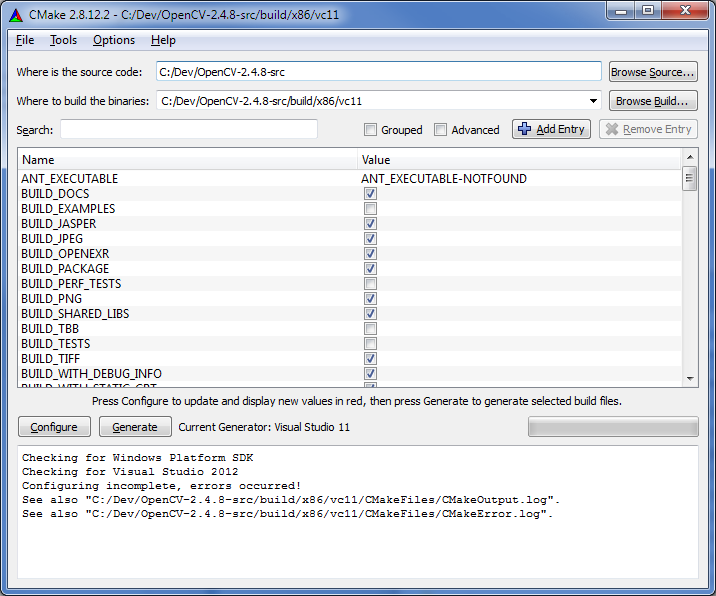 CMake 2.8.12.2 - C:/Dev/OpenCV-2.4.8-src/build/x86/vc11
File Tools Options Help
Where is the source code: C:/Dev/OpenCV-2.4.8-src Browse Source...
Where to build the binaries: C:/Dev/OpenCV-2.4.8-src/build/x86/vc11 Browse Build...
Search: Grouped Advanced Add Entry Remove Entry
Name Value
ANT_EXECUTABLE ANT_EXECUTABLE-NOTFOUND
BUILD_DOCS
BUILD_EXAMPLES
BUILD_JASPER
BUILD_JPEG
BUILD_OPENEXR
BUILD_PACKAGE
BUILD_PERF_TESTS
BUILD_PNG
BUILD_SHARED_LIBS
BUILD_TBB
BUILD_TESTS
BUILD_TIFF
BUILD_WITH_DEBUG_INFO
BUILD_WITH_STATIC_CRT
Press Configure to update and display new values in red, then press Generate to generate selected build files.
Configure Generate Current Generator: Visual Studio 11
Checking for Windows Platform SDK
Checking for Visual Studio 2012
Configuring incomplete, errors occurred!
See also "C:/Dev/OpenCV-2.4.8-src/build/x86/vc11/CMakeFiles/CMakeOutput.log".
See also "C:/Dev/OpenCV-2.4.8-src/build/x86/vc11/CMakeFiles/CMakeError.log".